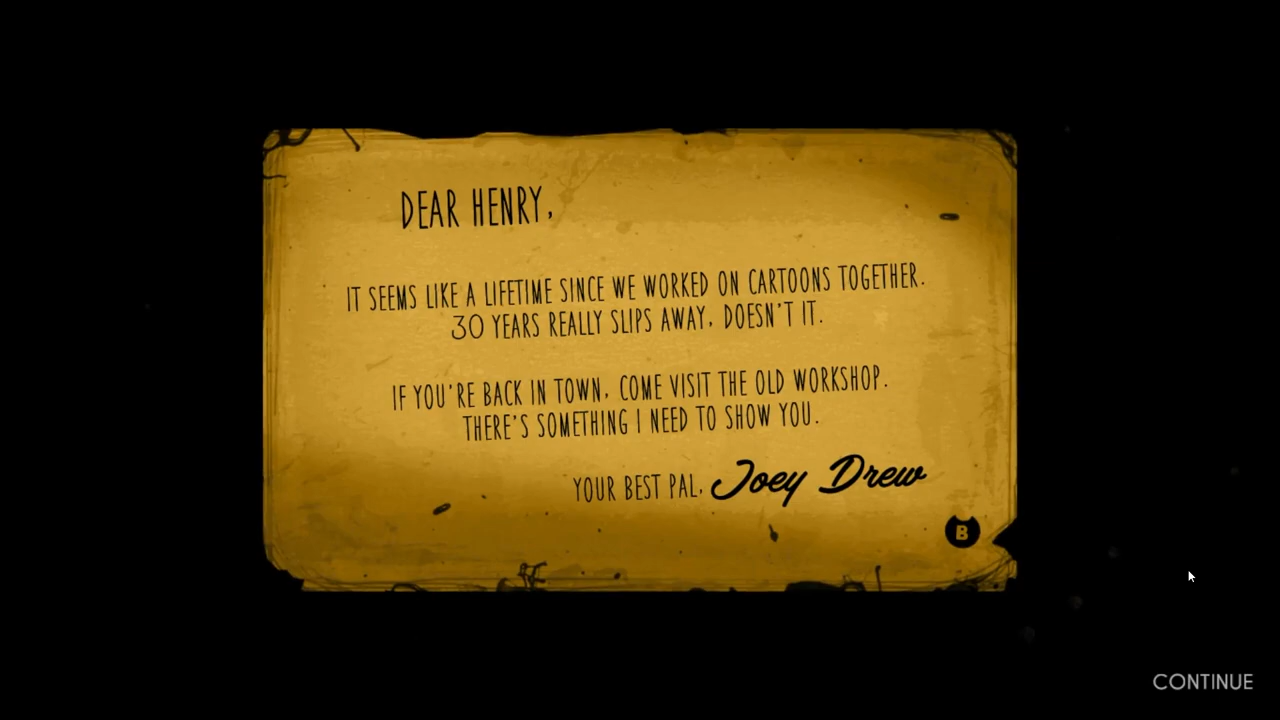 DEAR HENRY,
IT SEEMS LIKE A LIFETIME SINCE WE WORKED ON CARTOONS TOGETHER.
30 YEARS REALLY SLIPS AWAY, DOESN'T IT.
IF YOU'RE BACK IN TOWN, COME VISIT THE OLD WORKSHOP.
THERE'S SOMETHING I NEED TO SHOW YOU.
YOUR BEST PAL, Joey Drew
B
CONTINUE